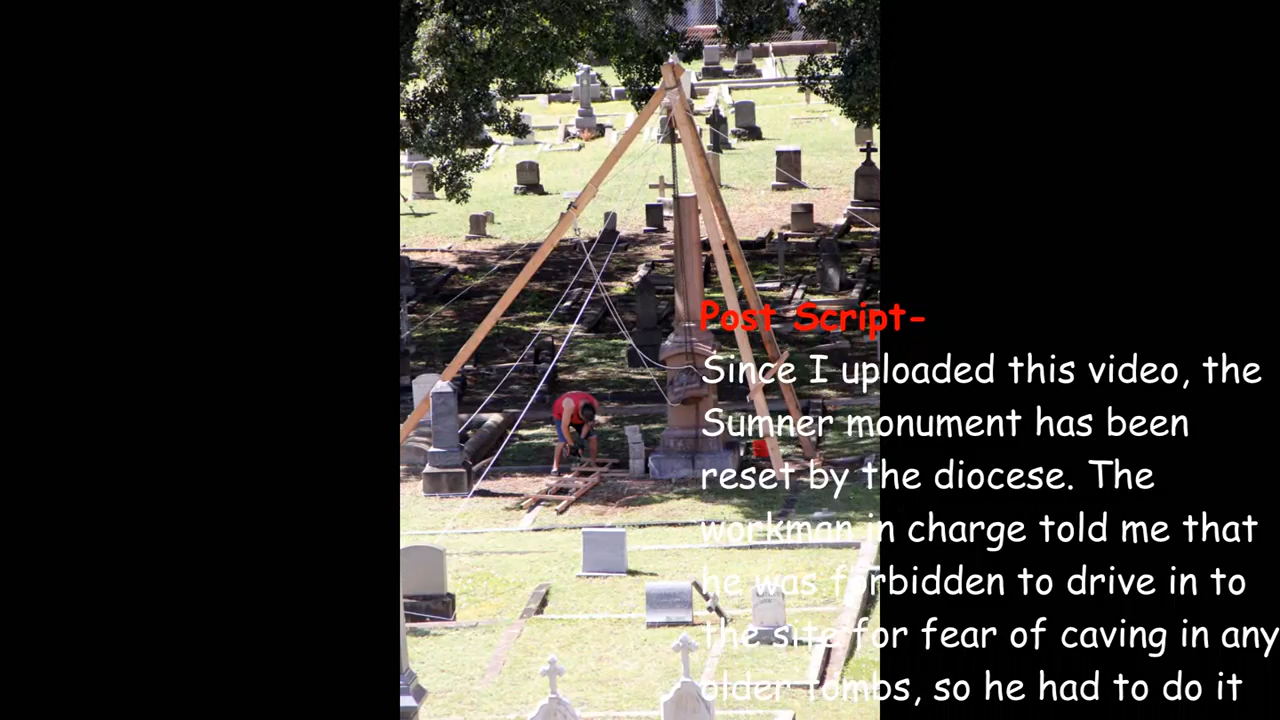 Post Script-
Since I uploaded this video, the
Sumner monument has been
reset by the diocese. The
workman in charge told me that
he was forbidden to drive in to
the site for fear of caving in any
older tombs, so he had to do it